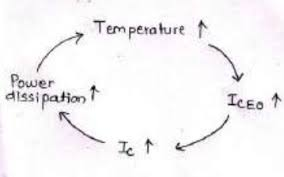 Temperature ↑
Power
dissipation ↑
ICEO ↑
Ic ↑